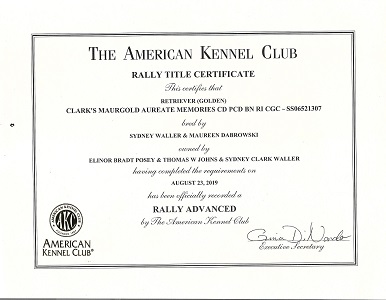 THE AMERICAN KENNEL CLUB
RALLY TITLE CERTIFICATE
This certifies that
RETRIEVER (GOLDEN)
CLARK'S MAURGOLD AUREATE MEMORIES CD PCD BN RI CGC - SS06521307
bred by
SYDNEY WALLER & MAUREEN DABROWSKI
owned by
ELINOR BRADT POSEY & THOMAS W JOHNS & SYDNEY CLARK WALLER
having completed the requirements on
AUGUST 23, 2019
has been officially recorded a
RALLY ADVANCED
by The American Kennel Club
AKC
AMERICAN
KENNEL CLUB®
Gina DiNardo
Executive Secretary